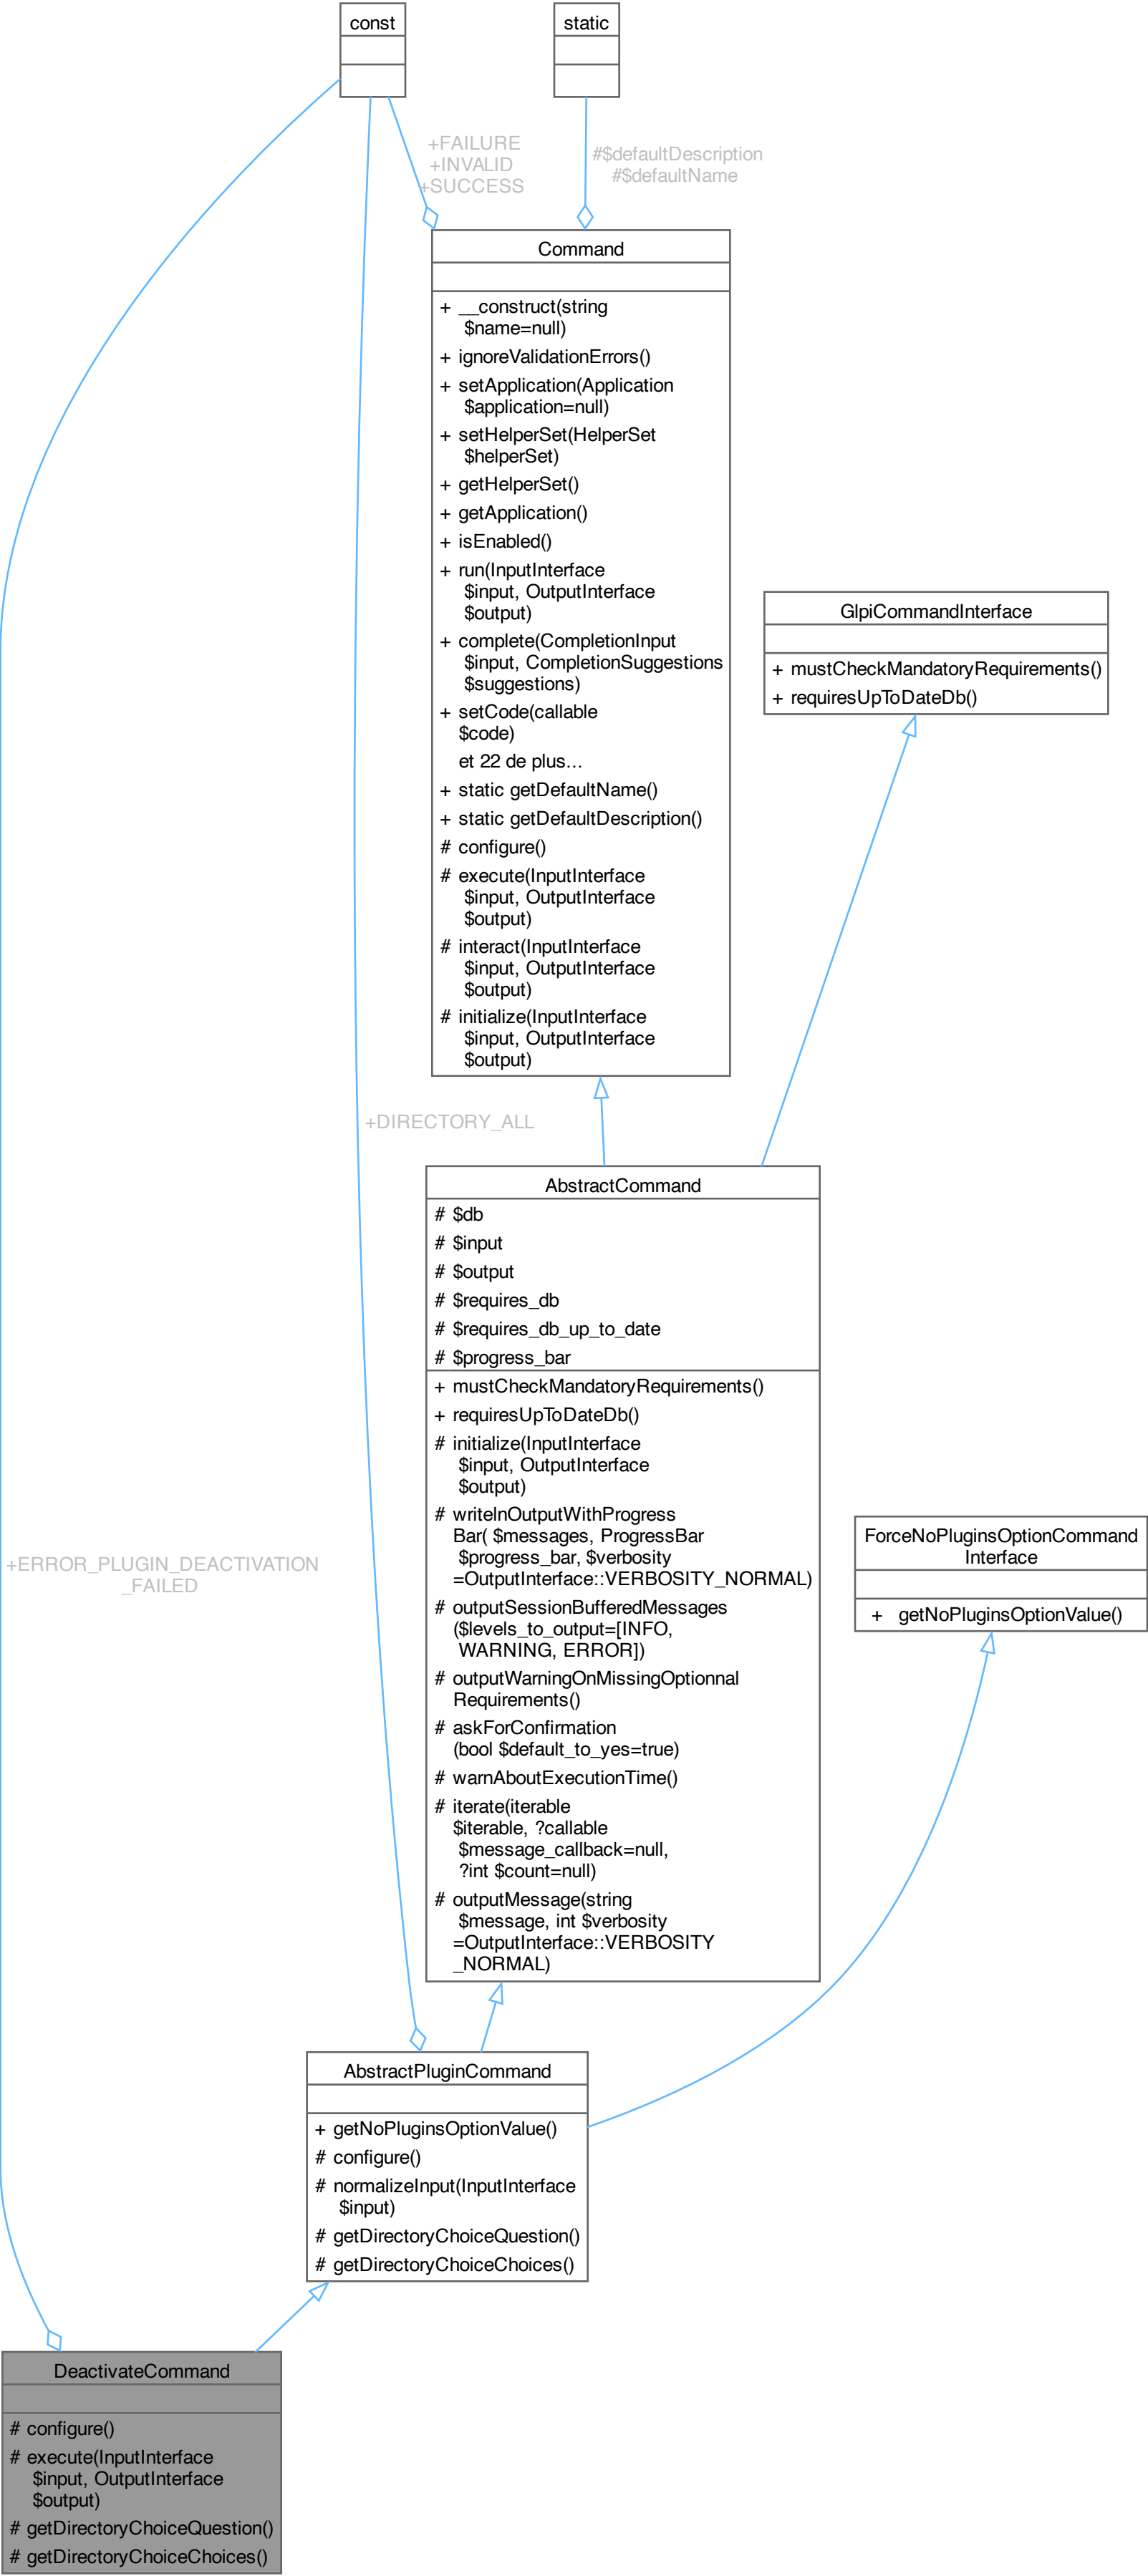 const
static
+FAILURE
+INVALID
+SUCCESS
#$defaultDescription
#$defaultName
Command
+ __construct(string
$name=null)
+ ignoreValidationErrors()
+ setApplication(Application
$application=null)
+ setHelperSet(HelperSet
$helperSet)
+ getHelperSet()
+ getApplication()
+ isEnabled()
+ run(InputInterface
$input, OutputInterface
$output)
+ complete(CompletionInput
$input, CompletionSuggestions
$suggestions)
+ setCode(callable
$code)
et 22 de plus...
+ static getDefaultName()
+ static getDefaultDescription()
# configure()
# execute(InputInterface
$input, OutputInterface
$output)
# interact(InputInterface
$input, OutputInterface
$output)
# initialize(InputInterface
$input, OutputInterface
$output)
GlpiCommandInterface
+ mustCheckMandatoryRequirements()
+ requiresUpToDateDb()
+DIRECTORY_ALL
AbstractCommand
# $db
# $input
# $output
# $requires_db
# $requires_db_up_to_date
# $progress_bar
+ mustCheckMandatoryRequirements()
+ requiresUpToDateDb()
# initialize(InputInterface
$input, OutputInterface
$output)
# writelnOutputWithProgress
Bar( $messages, ProgressBar
$progress_bar, $verbosity
=OutputInterface::VERBOSITY_NORMAL)
# outputSessionBufferedMessages
($levels_to_output=[INFO,
WARNING, ERROR])
# outputWarningOnMissingOptionnal
Requirements()
# askForConfirmation
(bool $default_to_yes=true)
# warnAboutExecutionTime()
# iterate(iterable
$iterable, ?callable
$message_callback=null,
?int $count=null)
# outputMessage(string
$message, int $verbosity
=OutputInterface::VERBOSITY
_NORMAL)
ForceNoPluginsOptionCommand
Interface
+ getNoPluginsOptionValue()
+ERROR_PLUGIN_DEACTIVATION
_FAILED
AbstractPluginCommand
+ getNoPluginsOptionValue()
# configure()
# normalizeInput(InputInterface
$input)
# getDirectoryChoiceQuestion()
# getDirectoryChoiceChoices()
DeactivateCommand
# configure()
# execute(InputInterface
$input, OutputInterface
$output)
# getDirectoryChoiceQuestion()
# getDirectoryChoiceChoices()